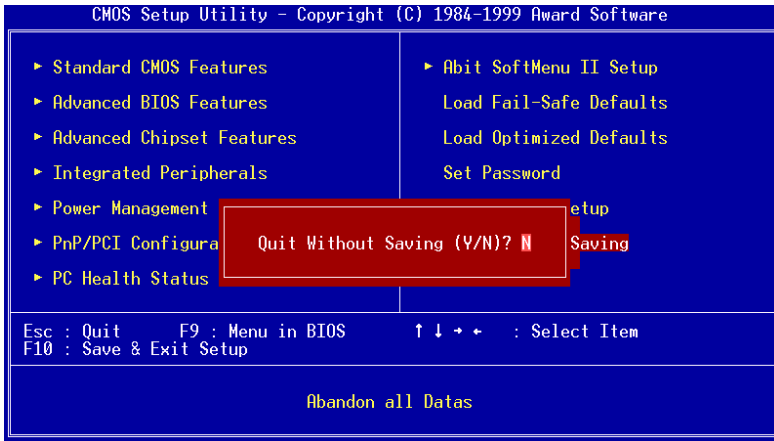 CMOS Setup Utility - Copyright (C) 1984-1999 Award Software
► Standard CMOS Features
► Advanced BIOS Features
► Advanced Chipset Features
► Integrated Peripherals
► Power Management
► PnP/PCI Configura
► PC Health Status
► Abit SoftMenu II Setup
Load Fail-Safe Defaults
Load Optimized Defaults
Set Password
etup
Saving
Quit Without Saving (Y/N)? N
Esc : Quit F9 : Menu in BIOS ↑ ↓ → ← : Select Item
F10 : Save & Exit Setup
Abandon all Datas